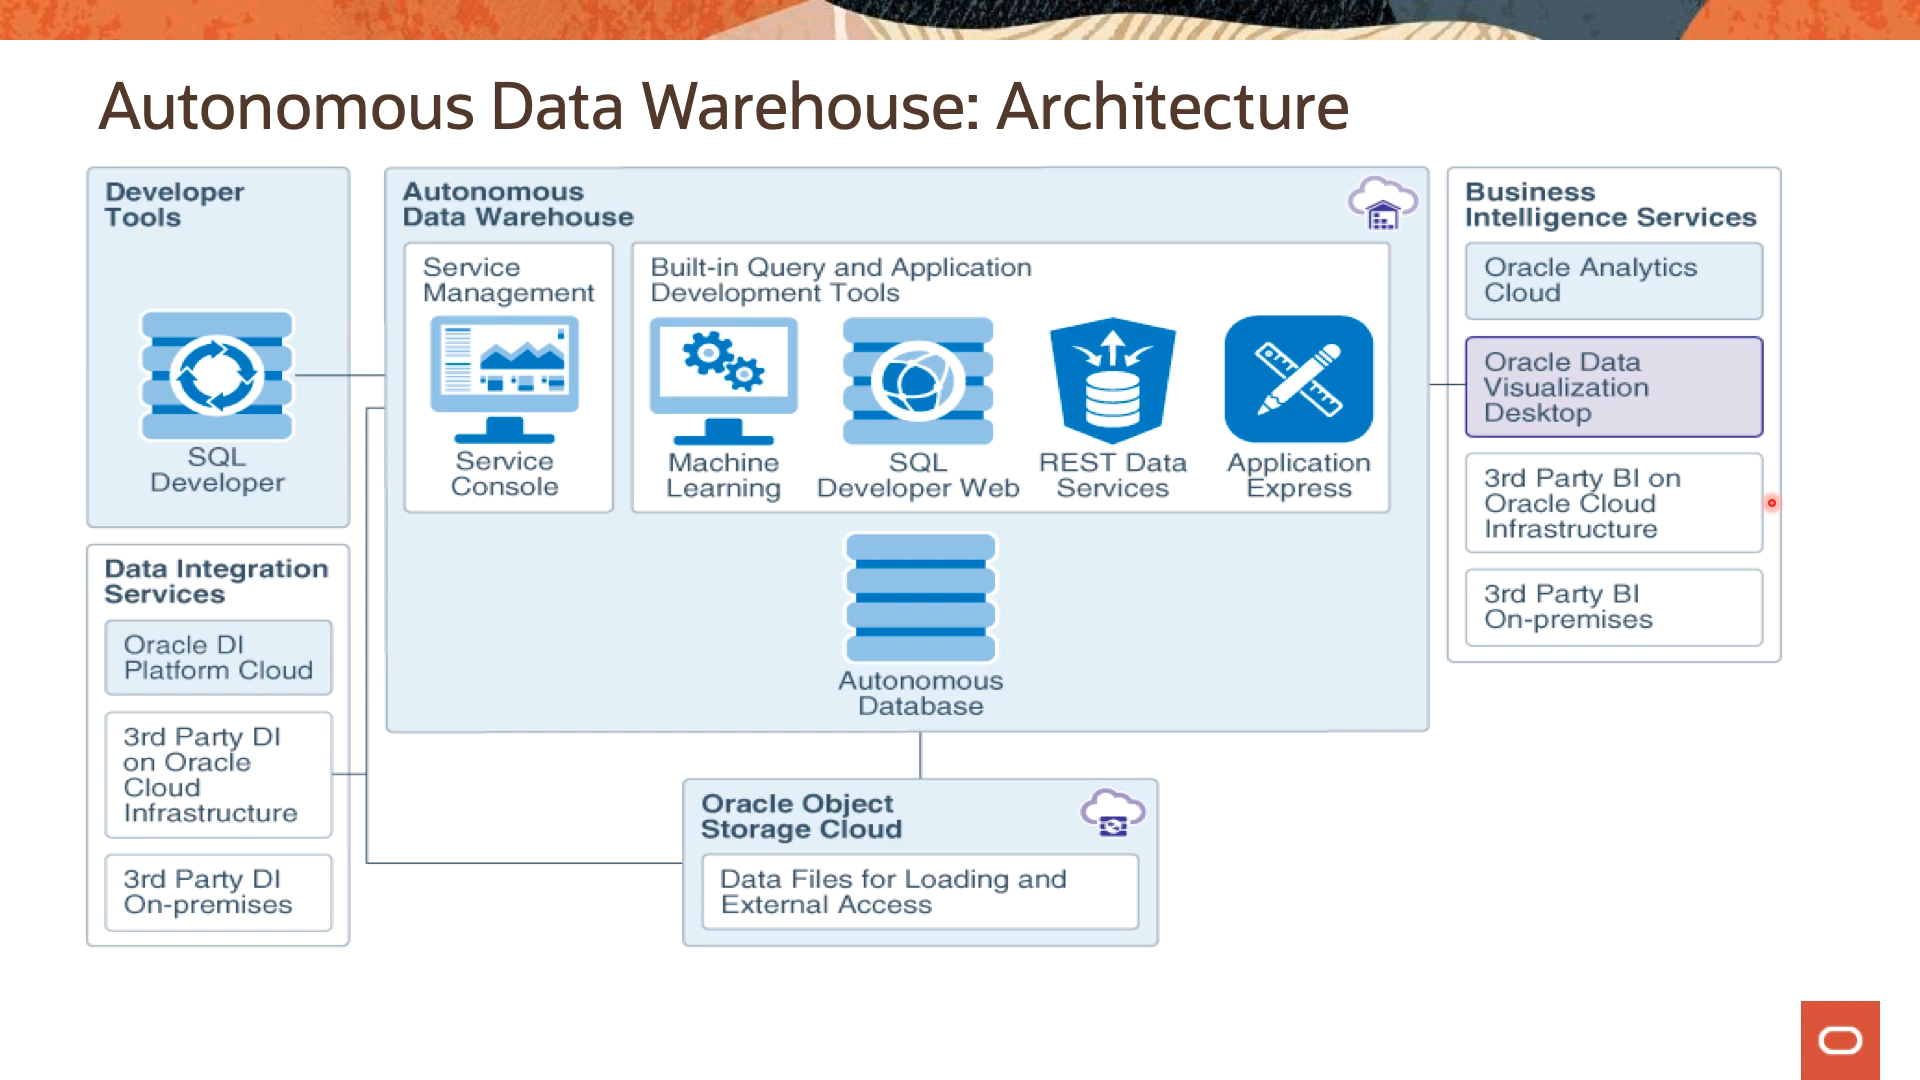 Autonomous Data Warehouse: Architecture
Developer
Tools
SQL
Developer
Data Integration
Services
Oracle DI
Platform Cloud
3rd Party DI
on Oracle
Cloud
Infrastructure
3rd Party DI
On-premises
Autonomous
Data Warehouse
Service
Management
Service
Console
Built-in Query and Application
Development Tools
Machine
Learning
SQL
Developer Web
REST Data
Services
Application
Express
Autonomous
Database
Oracle Object
Storage Cloud
Data Files for Loading and
External Access
Business
Intelligence Services
Oracle Analytics
Cloud
Oracle Data
Visualization
Desktop
3rd Party BI on
Oracle Cloud
Infrastructure
3rd Party BI
On-premises